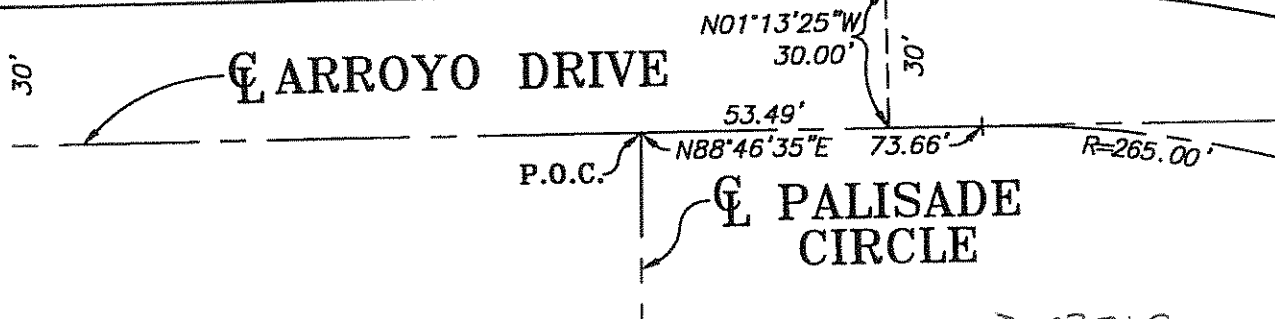 N01°13'25"W
30.00'
30'
30'
℄ ARROYO DRIVE
53.49'
N88°46'35"E
73.66'
R=265.00'
P.O.C.
℄ PALISADE
CIRCLE